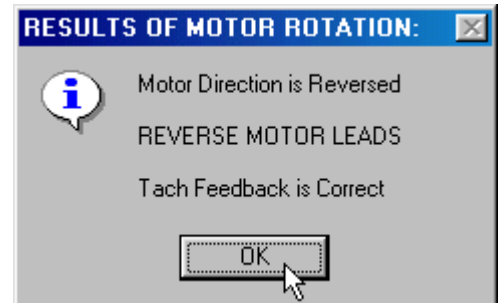 RESULTS OF MOTOR ROTATION:
Motor Direction is Reversed
REVERSE MOTOR LEADS
Tach Feedback is Correct
OK